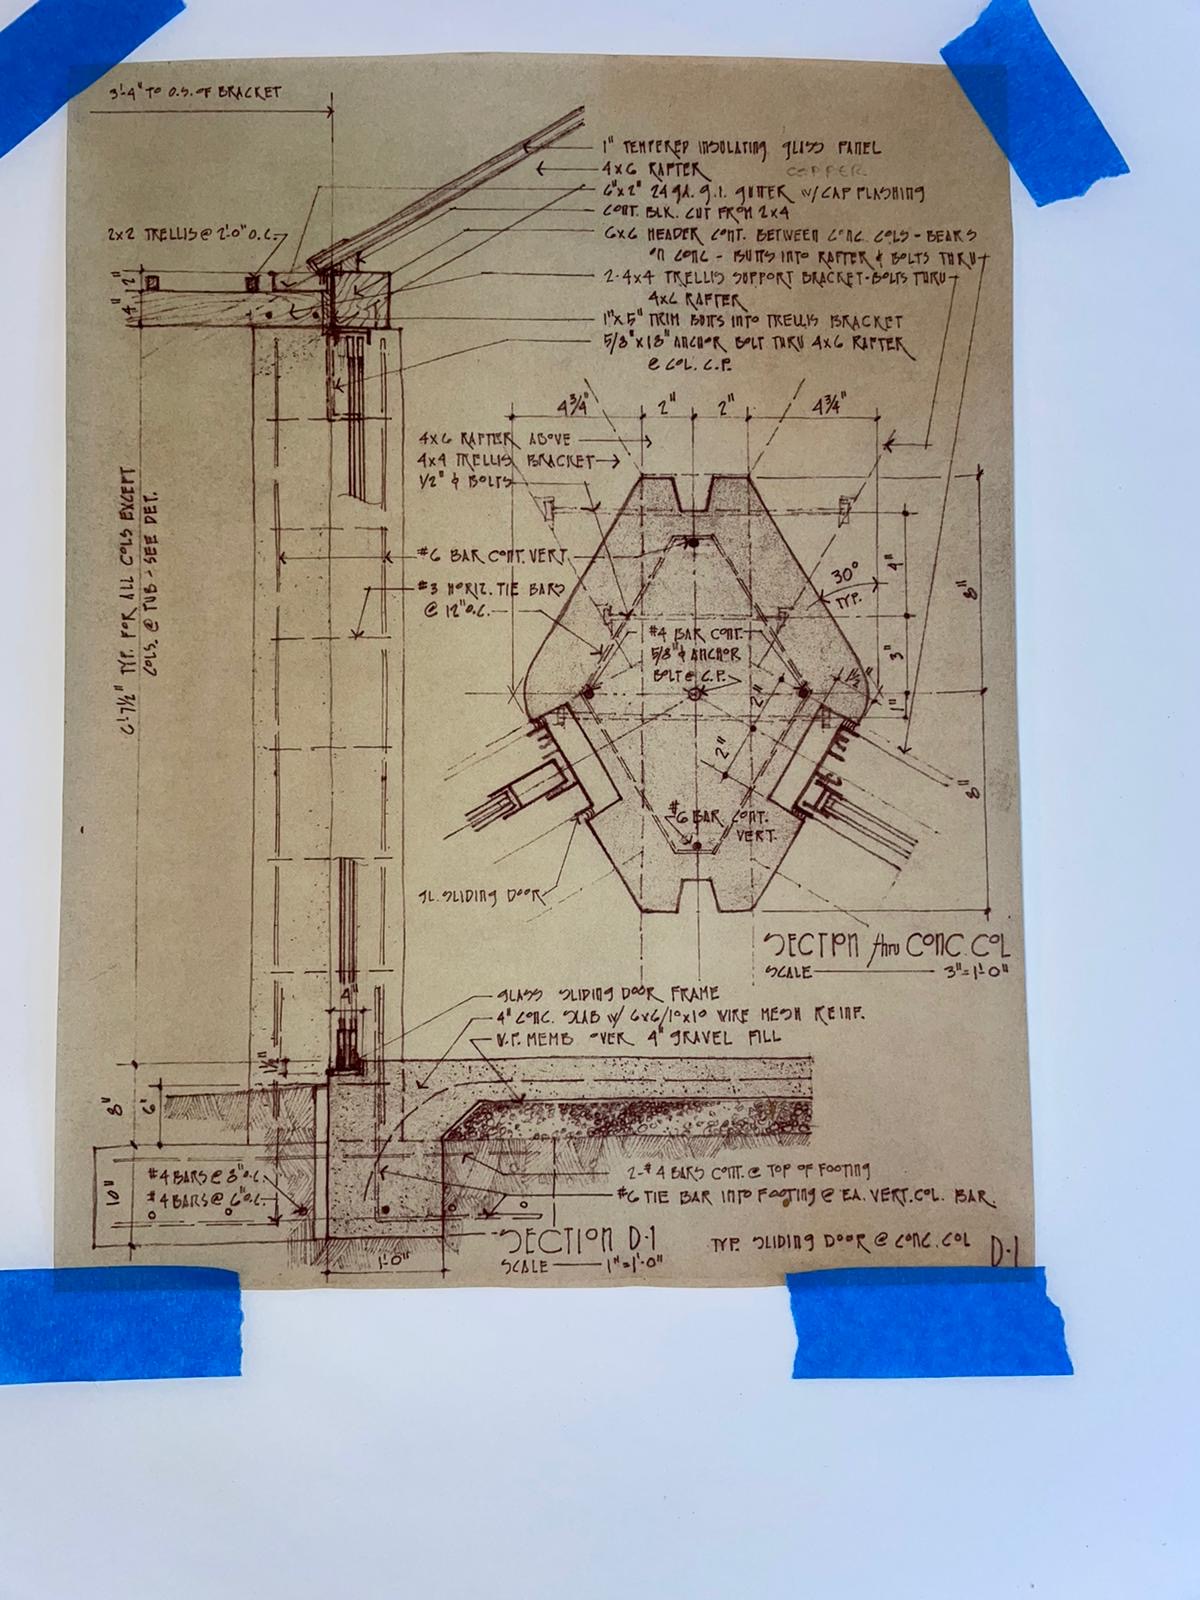 3'-4" TO O.S. OF BRACKET
1" TEMPERED INSULATING GLASS PANEL
4x6 RAFTER
COPPER
6"x2" 24 GA. G.I. GUTTER W/ CAP FLASHING
CONT. BLK. CUT FROM 2x4
6x6 HEADER CONT. BETWEEN CONC. COLS - BEARS
ON CONC - BUTTS INTO RAFTER & BOLTS THRU
2-4x4 TRELLIS SUPPORT BRACKET-BOLTS THRU
4x6 RAFTER
1"x5" TRIM BUTTS INTO TRELLIS BRACKET
5/8"x18" ANCHOR BOLT THRU 4x6 RAFTER
@ COL. C.P.
2x2 TRELLIS @ 2'-0" O.C.
2"
4"
4 3/4"
2"
2"
4 3/4"
4x6 RAFTER ABOVE
4x4 TRELLIS BRACKET
1/2" ɸ BOLTS
#6 BAR CONT. VERT.
#3 HORIZ. TIE BARS
@ 12" O.C.
6'-7 1/2" TYP. FOR ALL COLS EXCEPT
COLS. @ TUB - SEE DET.
30°
TYP.
4"
8"
3"
1"
1 1/2"
8"
#4 BAR CONT.
5/8" ɸ ANCHOR
BOLT @ C.P.
2"
2"
#6 BAR CONT.
VERT.
GL. SLIDING DOOR
SECTION thru CONC. COL
SCALE 3"=1'-0"
4"
GLASS SLIDING DOOR FRAME
4" CONC. SLAB W/ 6x6/10x10 WIRE MESH REINF.
V.P. MEMB OVER 4" GRAVEL FILL
1 1/2"
8"
6"
10"
#4 BARS @ 8" O.C.
#4 BARS @ 6" O.C.
2-#4 BARS CONT. @ TOP OF FOOTING
#6 TIE BAR INTO FOOTING @ EA. VERT. COL. BAR.
SECTION D-1
SCALE 1"=1'-0"
1'-0"
TYP. SLIDING DOOR @ CONC. COL
D-1